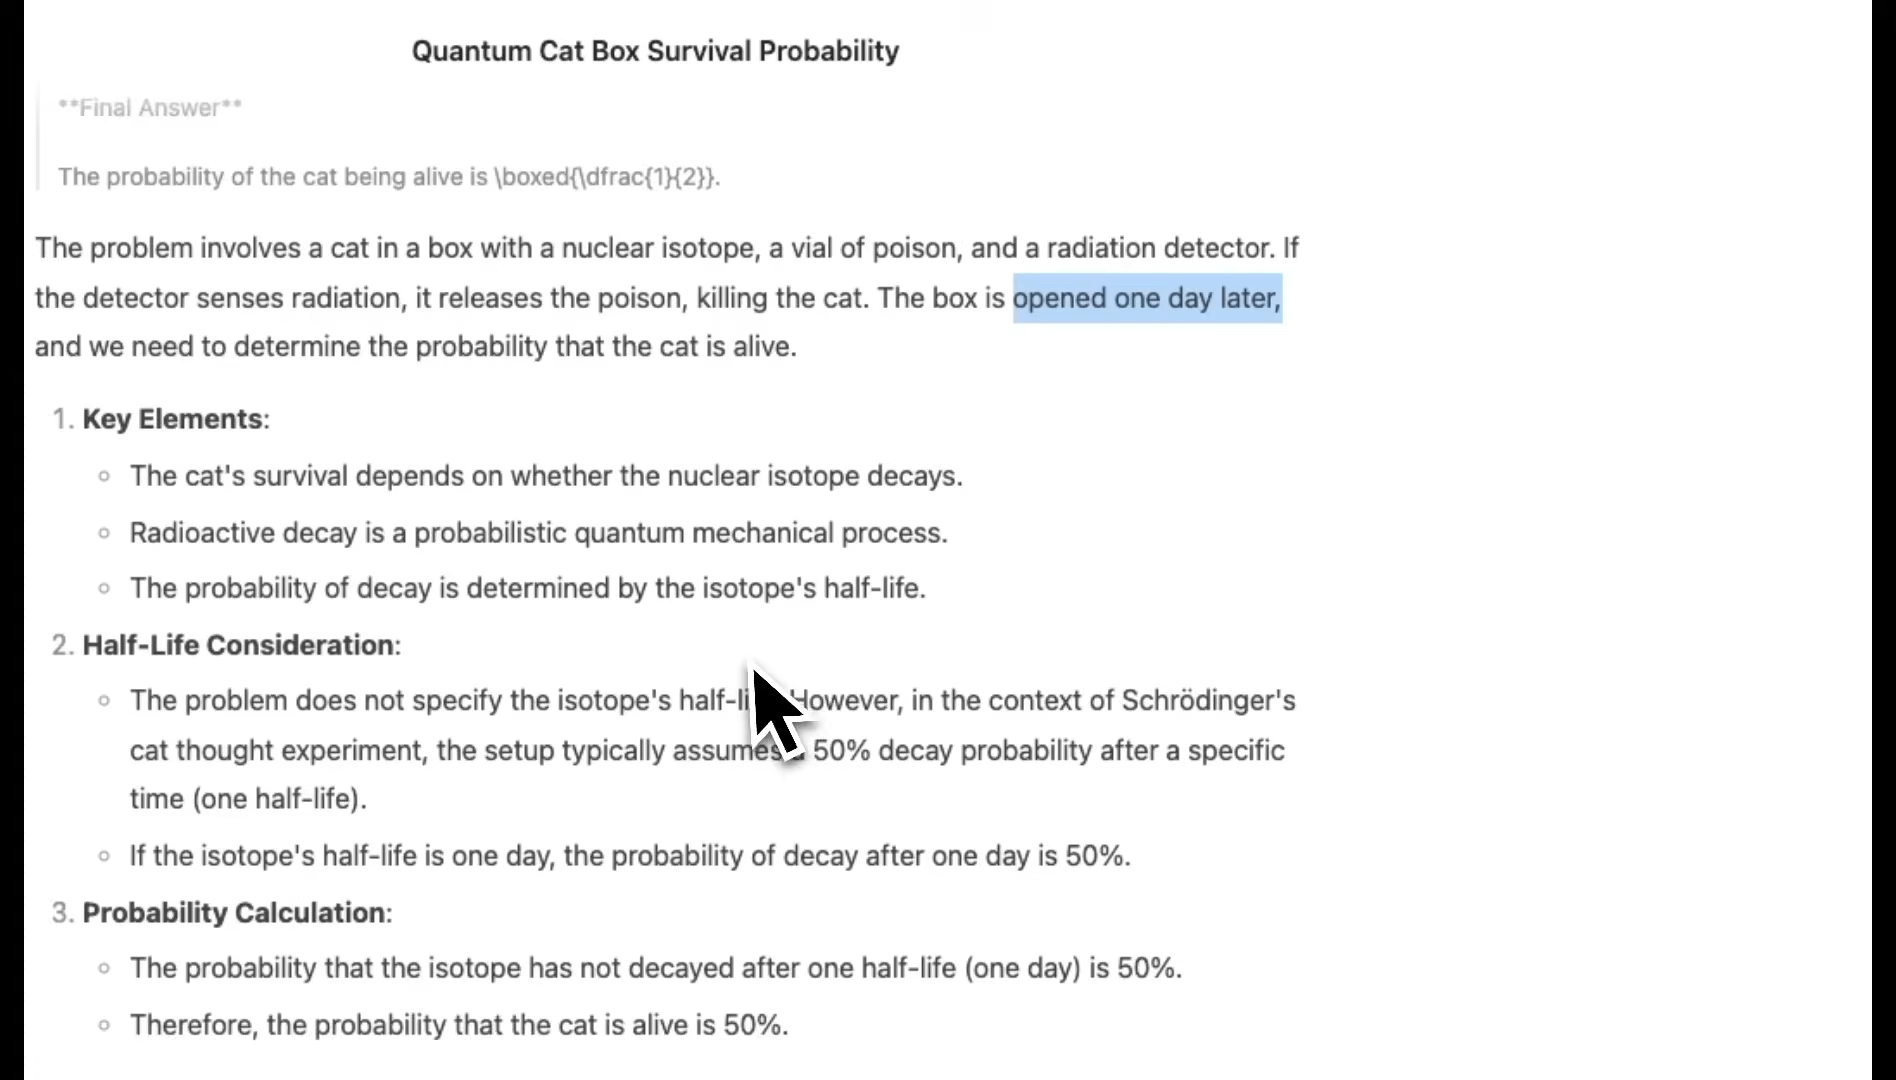 Quantum Cat Box Survival Probability
**Final Answer**
The probability of the cat being alive is \boxed{\dfrac{1}{2}}.
The problem involves a cat in a box with a nuclear isotope, a vial of poison, and a radiation detector. If
the detector senses radiation, it releases the poison, killing the cat. The box is opened one day later,
and we need to determine the probability that the cat is alive.
1. Key Elements:
The cat's survival depends on whether the nuclear isotope decays.
Radioactive decay is a probabilistic quantum mechanical process.
The probability of decay is determined by the isotope's half-life.
2. Half-Life Consideration:
The problem does not specify the isotope's However, in the context of Schrödinger's
cat thought experiment, the setup typically assumes 50% decay probability after a specific
time (one half-life).
If the isotope's half-life is one day, the probability of decay after one day is 50%.
3. Probability Calculation:
The probability that the isotope has not decayed after one half-life (one day) is 50%.
Therefore, the probability that the cat is alive is 50%.